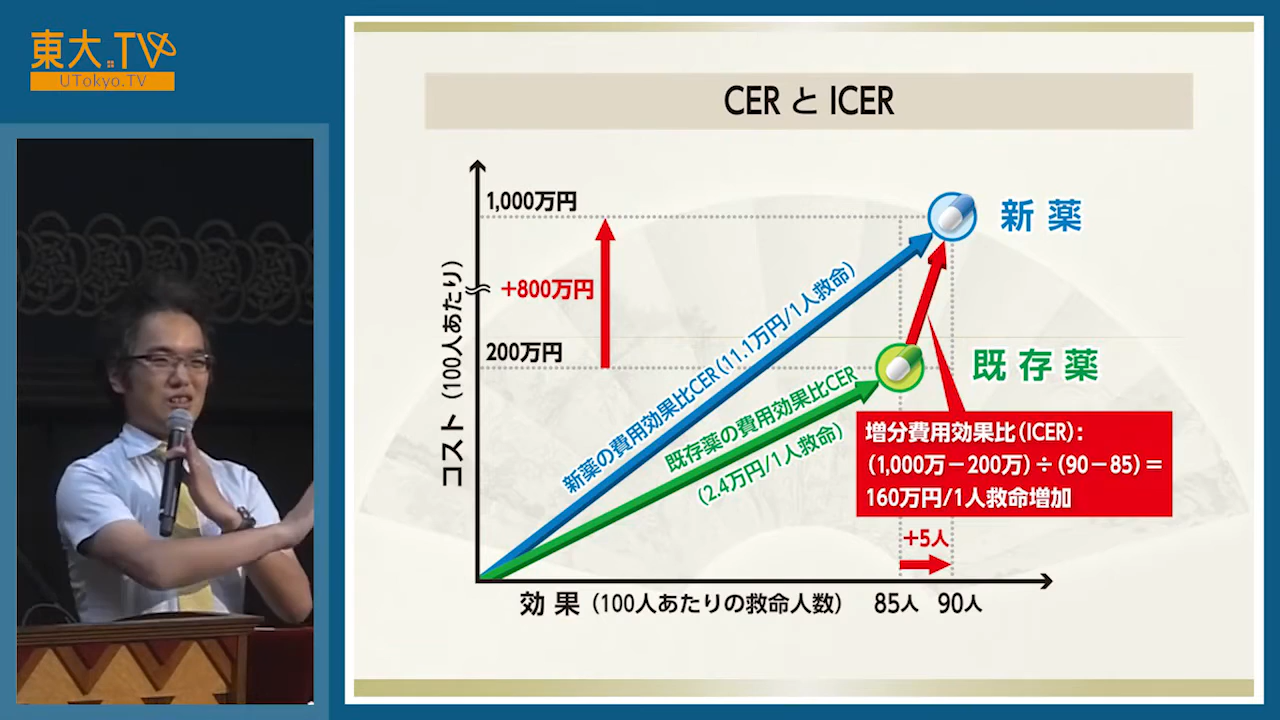 東大.TV
UTokyo.TV
CER と ICER
1,000万円
+800万円
200万円
コスト(100人あたり)
新薬
既存薬
新薬の費用効果比CER(11.1万円/1人救命)
既存薬の費用効果比CER
(2.4万円/1人救命)
増分費用効果比(ICER):
(1,000万-200万)÷(90-85)=
160万円/1人救命増加
+5人
効果(100人あたりの救命人数)
85人
90人